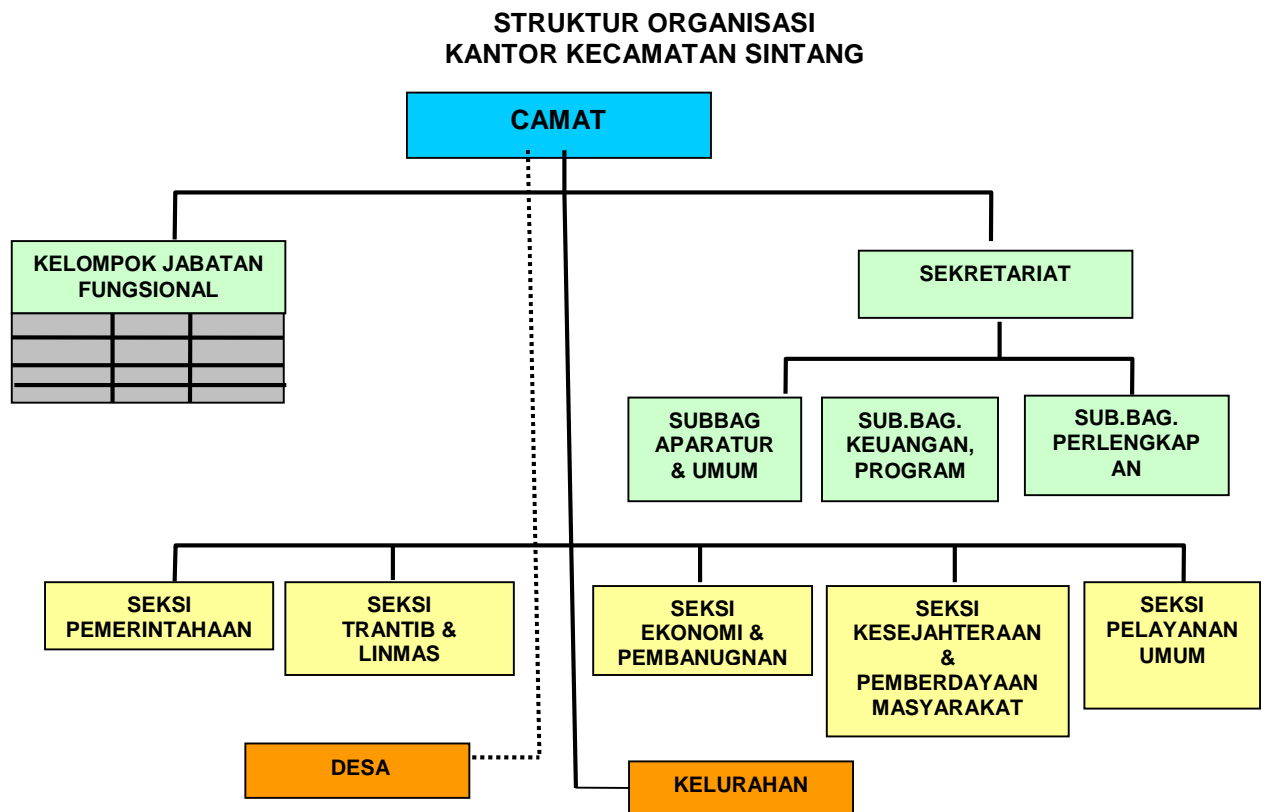 STRUKTUR ORGANISASI
KANTOR KECAMATAN SINTANG
CAMAT
KELOMPOK JABATAN
FUNGSIONAL
SEKRETARIAT
SUBBAG
APARATUR
& UMUM
SUB.BAG.
KEUANGAN,
PROGRAM
SUB.BAG.
PERLENGKAP
AN
SEKSI
PEMERINTAHAAN
SEKSI
TRANTIB &
LINMAS
SEKSI
EKONOMI &
PEMBANUGNAN
SEKSI
KESEJAHTERAAN
&
PEMBERDAYAAN
MASYARAKAT
SEKSI
PELAYANAN
UMUM
DESA
KELURAHAN